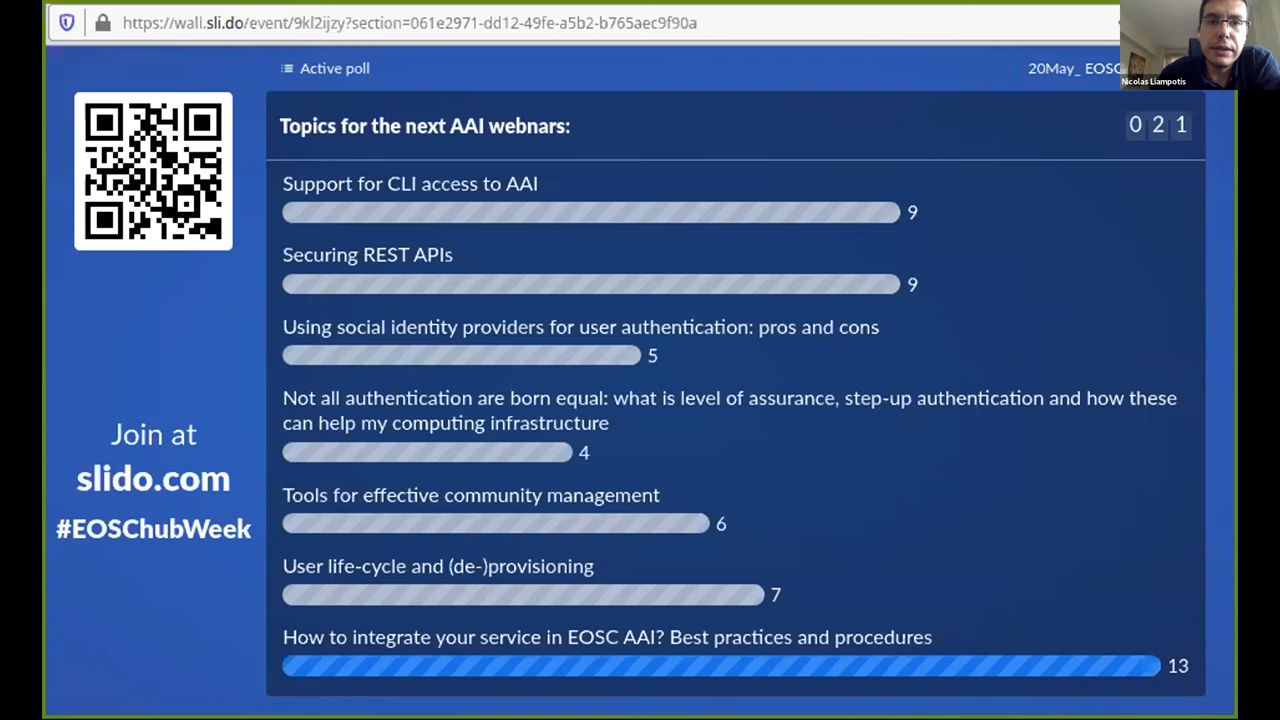 https://wall.sli.do/event/9kl2ijzy?section=061e2971-dd12-49fe-a5b2-b765aec9f90a
Nicolas Liampotis
Active poll
20May_ EOSC
Topics for the next AAI webnars:
0 2 1
Support for CLI access to AAI
9
Securing REST APIs
9
Using social identity providers for user authentication: pros and cons
5
Not all authentication are born equal: what is level of assurance, step-up authentication and how these
can help my computing infrastructure
4
Tools for effective community management
6
User life-cycle and (de-)provisioning
7
How to integrate your service in EOSC AAI? Best practices and procedures
13
Join at
slido.com
#EOSChubWeek